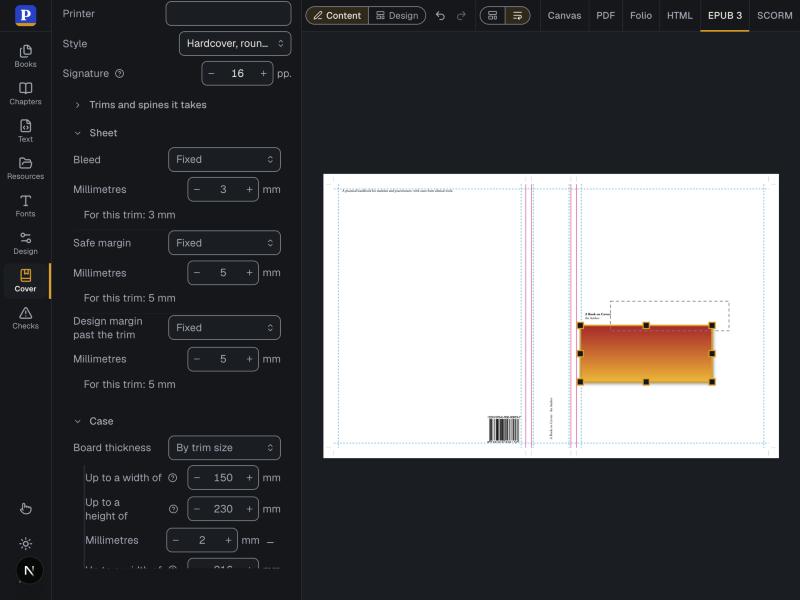 Printer
Style
Hardcover, roun...
Signature
16
pp.
Trims and spines it takes
Sheet
Bleed
Fixed
Millimetres
3
mm
For this trim: 3 mm
Safe margin
Fixed
Millimetres
5
mm
For this trim: 5 mm
Design margin
past the trim
Fixed
Millimetres
5
mm
For this trim: 5 mm
Case
Board thickness
By trim size
Up to a width of
150
mm
Up to a
height of
230
mm
Millimetres
2
mm
P
Books
Chapters
Text
Resources
Fonts
Design
Cover
Checks
N
Content
Design
Canvas
PDF
Folio
HTML
EPUB 3
SCORM
A Book on Cover